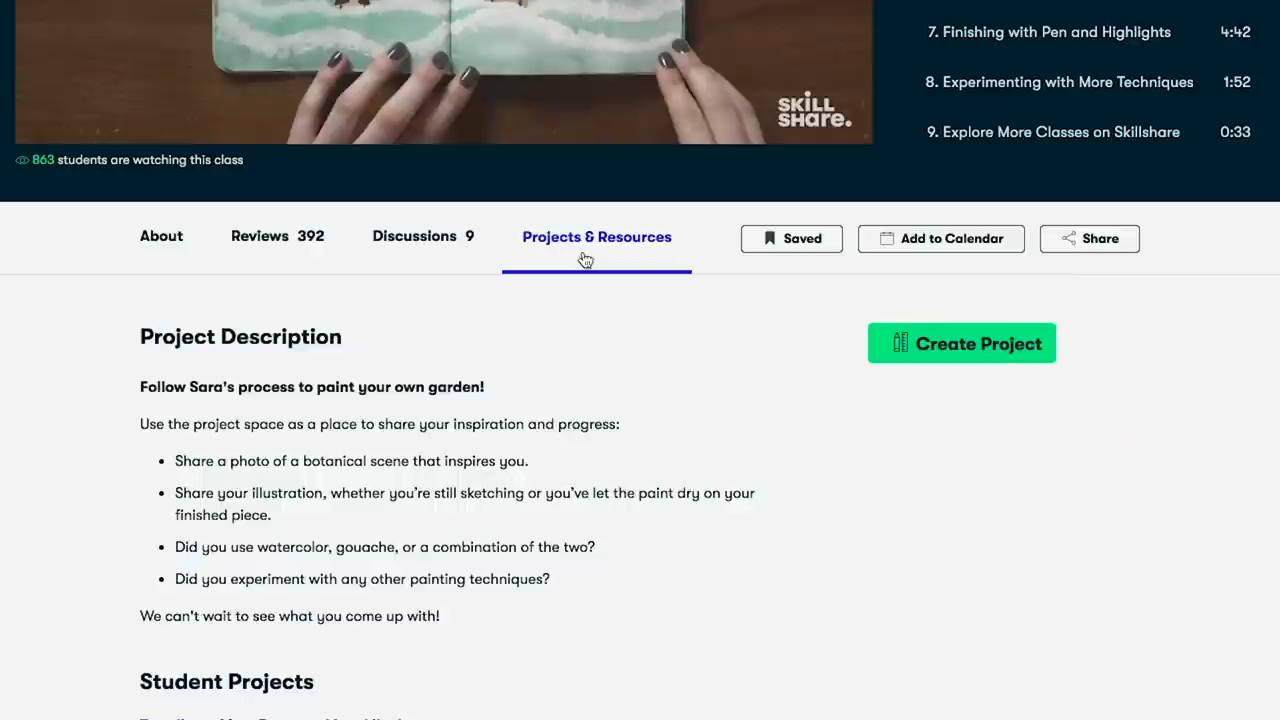 SKILL
SHARE.
7. Finishing with Pen and Highlights 4:42
8. Experimenting with More Techniques 1:52
9. Explore More Classes on Skillshare 0:33
863 students are watching this class
About Reviews 392 Discussions 9 Projects & Resources Saved Add to Calendar Share
Project Description
Create Project
Follow Sara's process to paint your own garden!
Use the project space as a place to share your inspiration and progress:
• Share a photo of a botanical scene that inspires you.
• Share your illustration, whether you're still sketching or you've let the paint dry on your
finished piece.
• Did you use watercolor, gouache, or a combination of the two?
• Did you experiment with any other painting techniques?
We can't wait to see what you come up with!
Student Projects